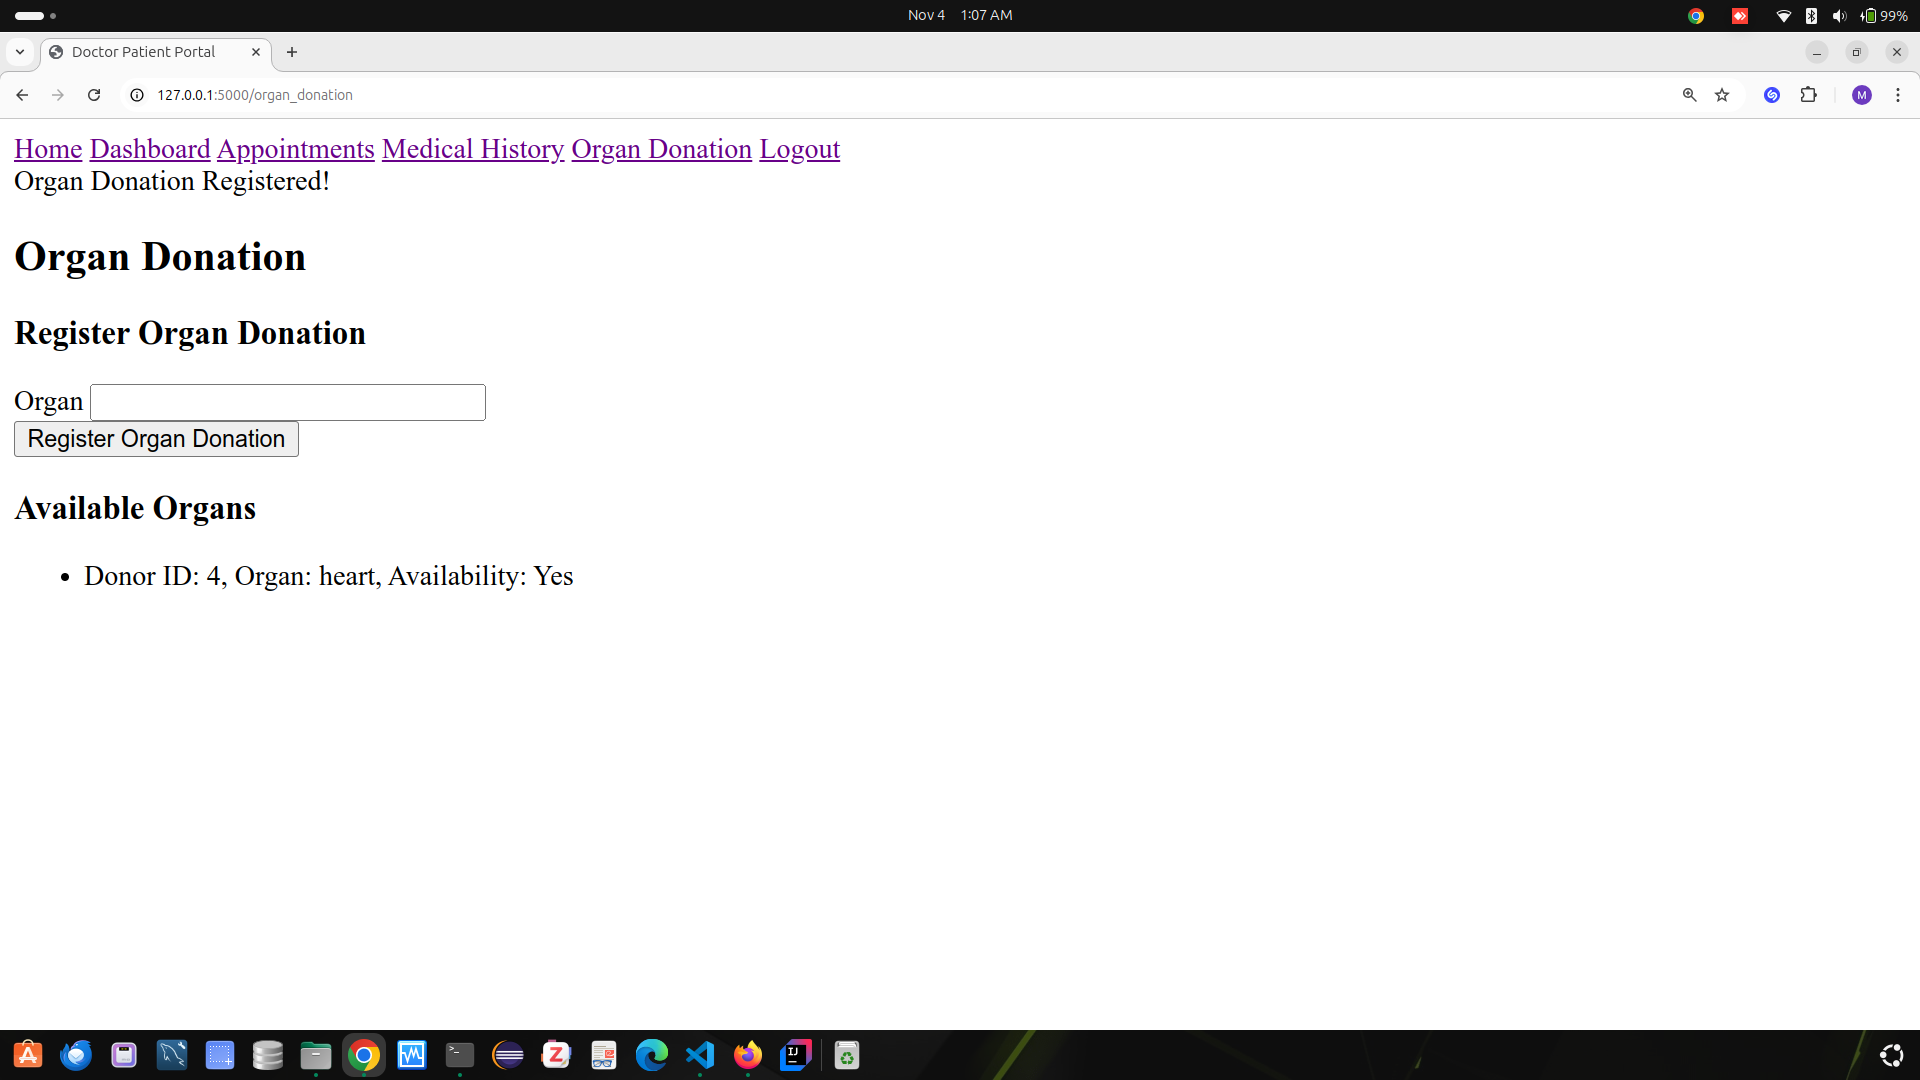 Nov 4 1:07 AM
99%
Doctor Patient Portal
127.0.0.1:5000/organ_donation
M
Home Dashboard Appointments Medical History Organ Donation Logout
Organ Donation Registered!
Organ Donation
Register Organ Donation
Organ
Register Organ Donation
Available Organs
Donor ID: 4, Organ: heart, Availability: Yes